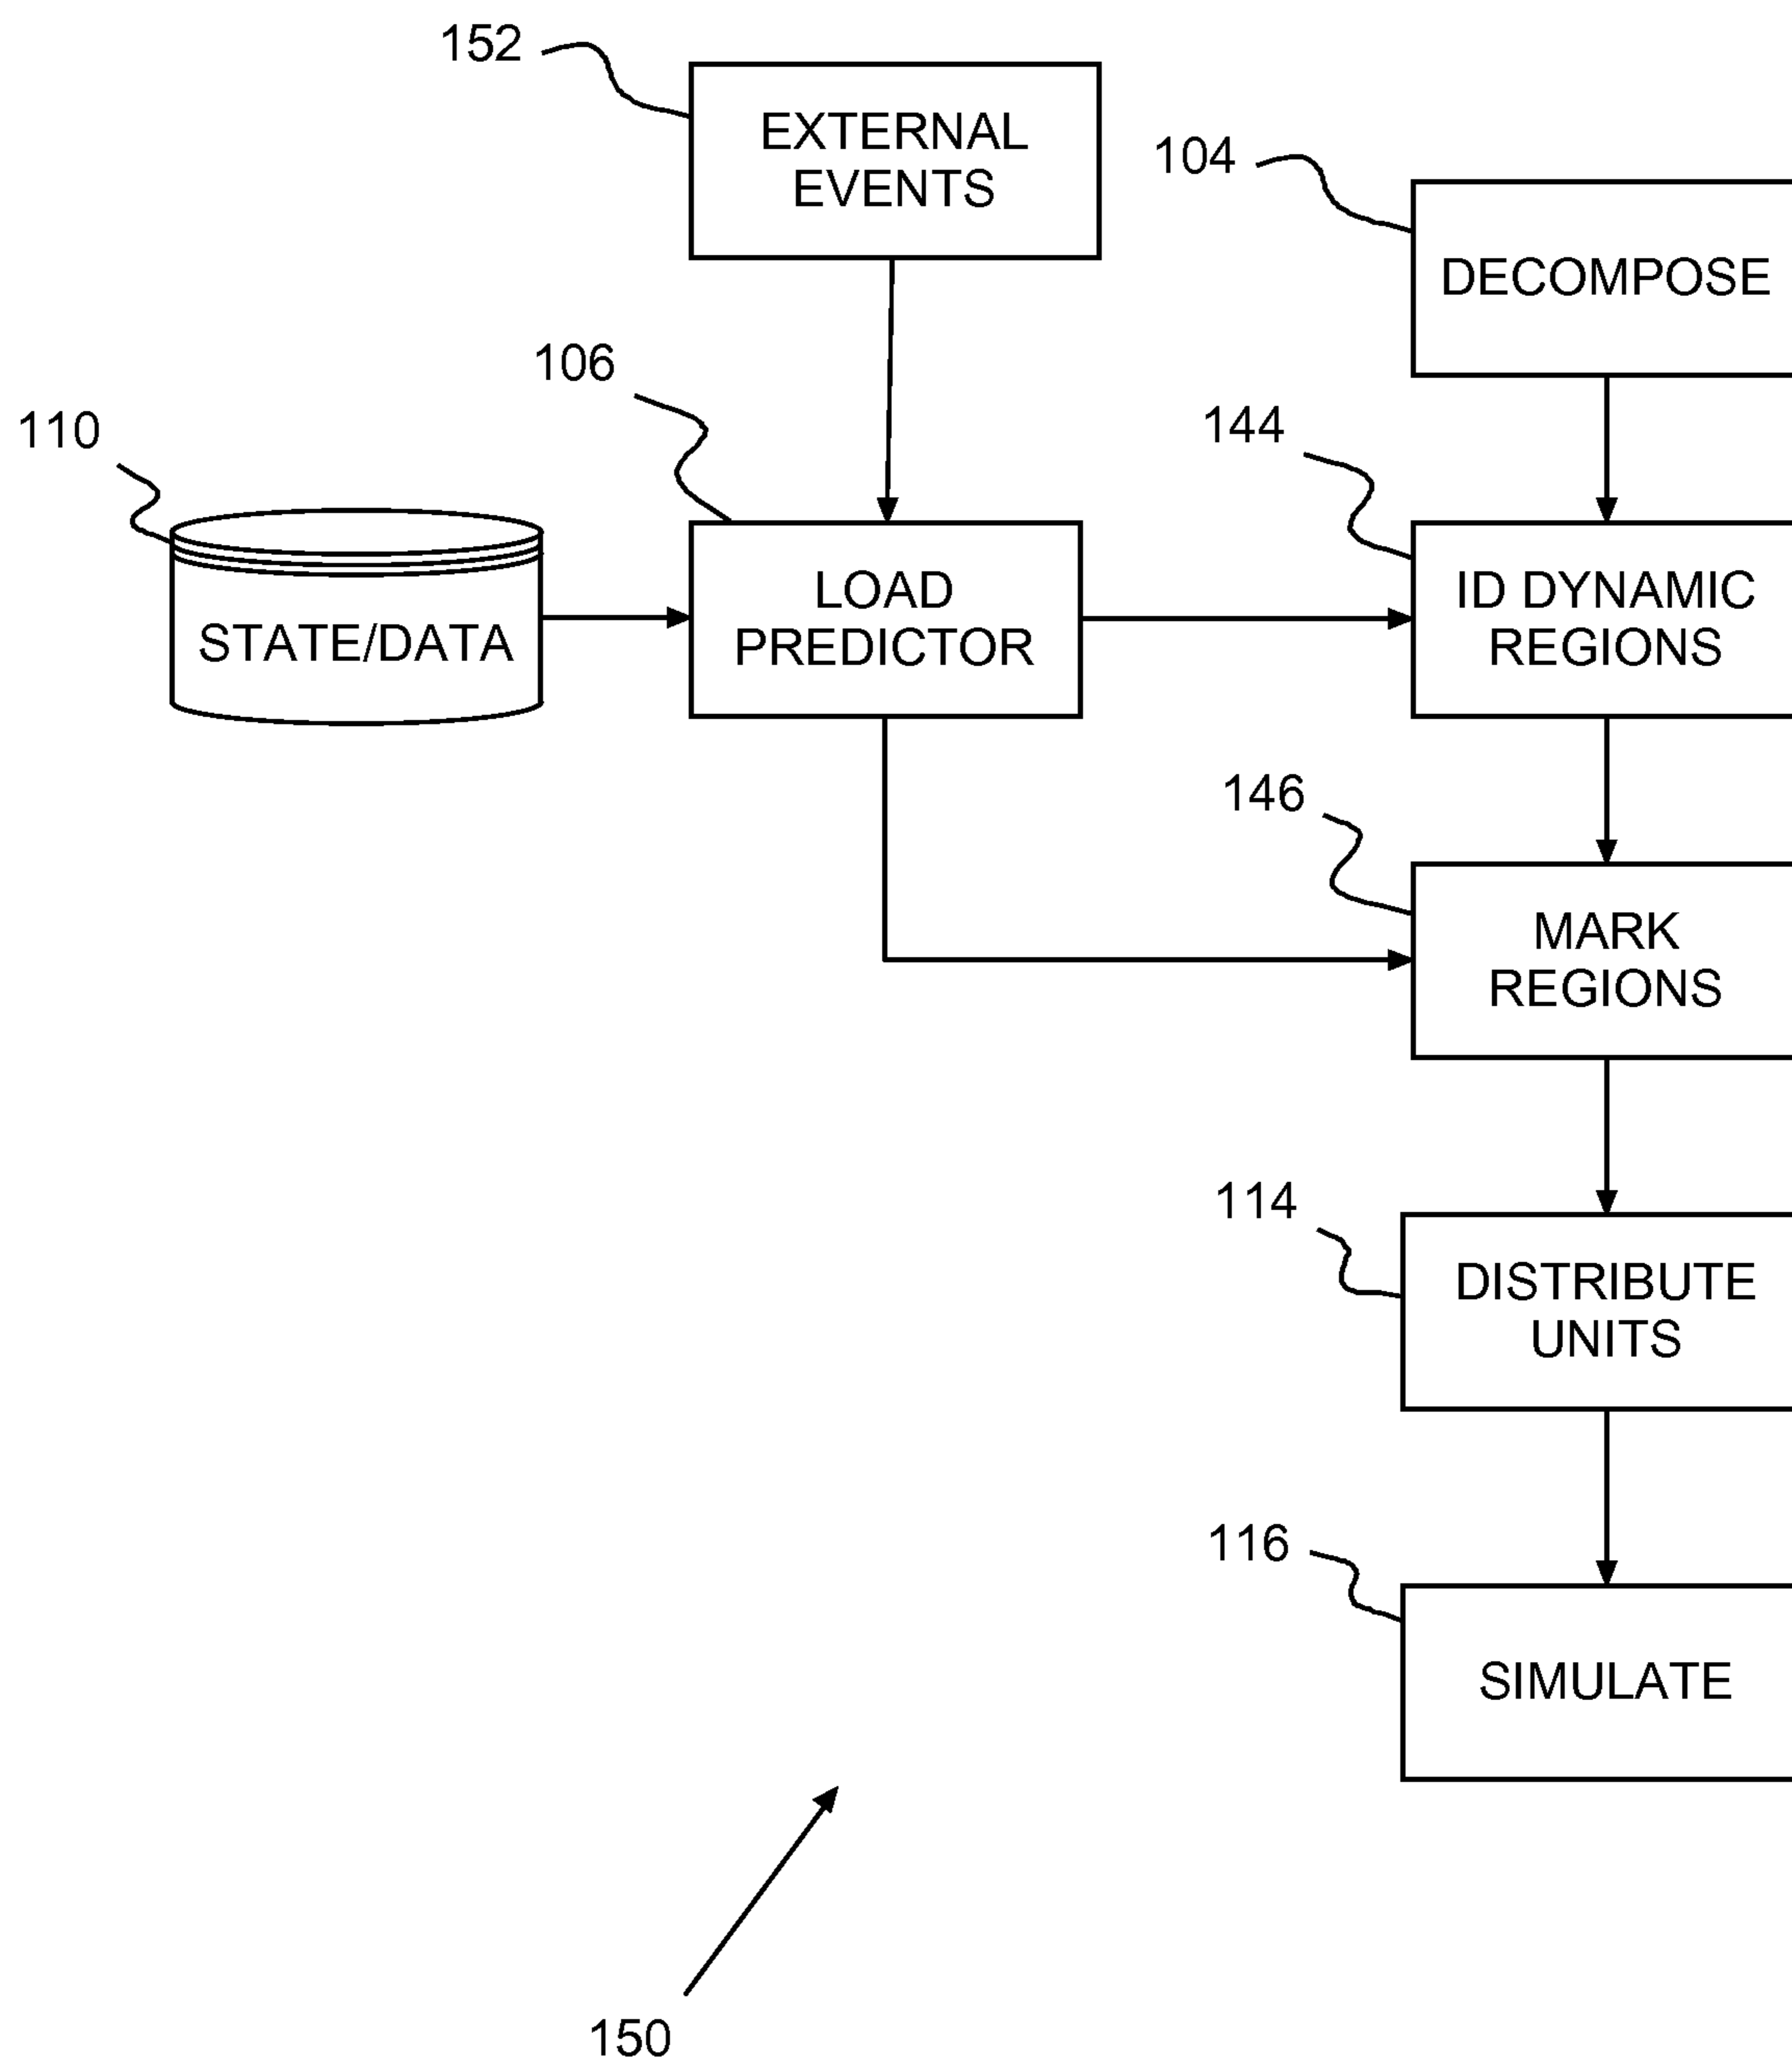 152
EXTERNAL
EVENTS
104
DECOMPOSE
106
110
144
STATE/DATA
LOAD
PREDICTOR
ID DYNAMIC
REGIONS
146
MARK
REGIONS
114
DISTRIBUTE
UNITS
116
SIMULATE
150